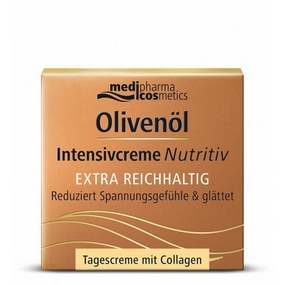 medipharma
cosmetics
Olivenöl
Intensivcreme Nutritiv
EXTRA REICHHALTIG
Reduziert Spannungsgefühle & glättet
Tagescreme mit Collagen